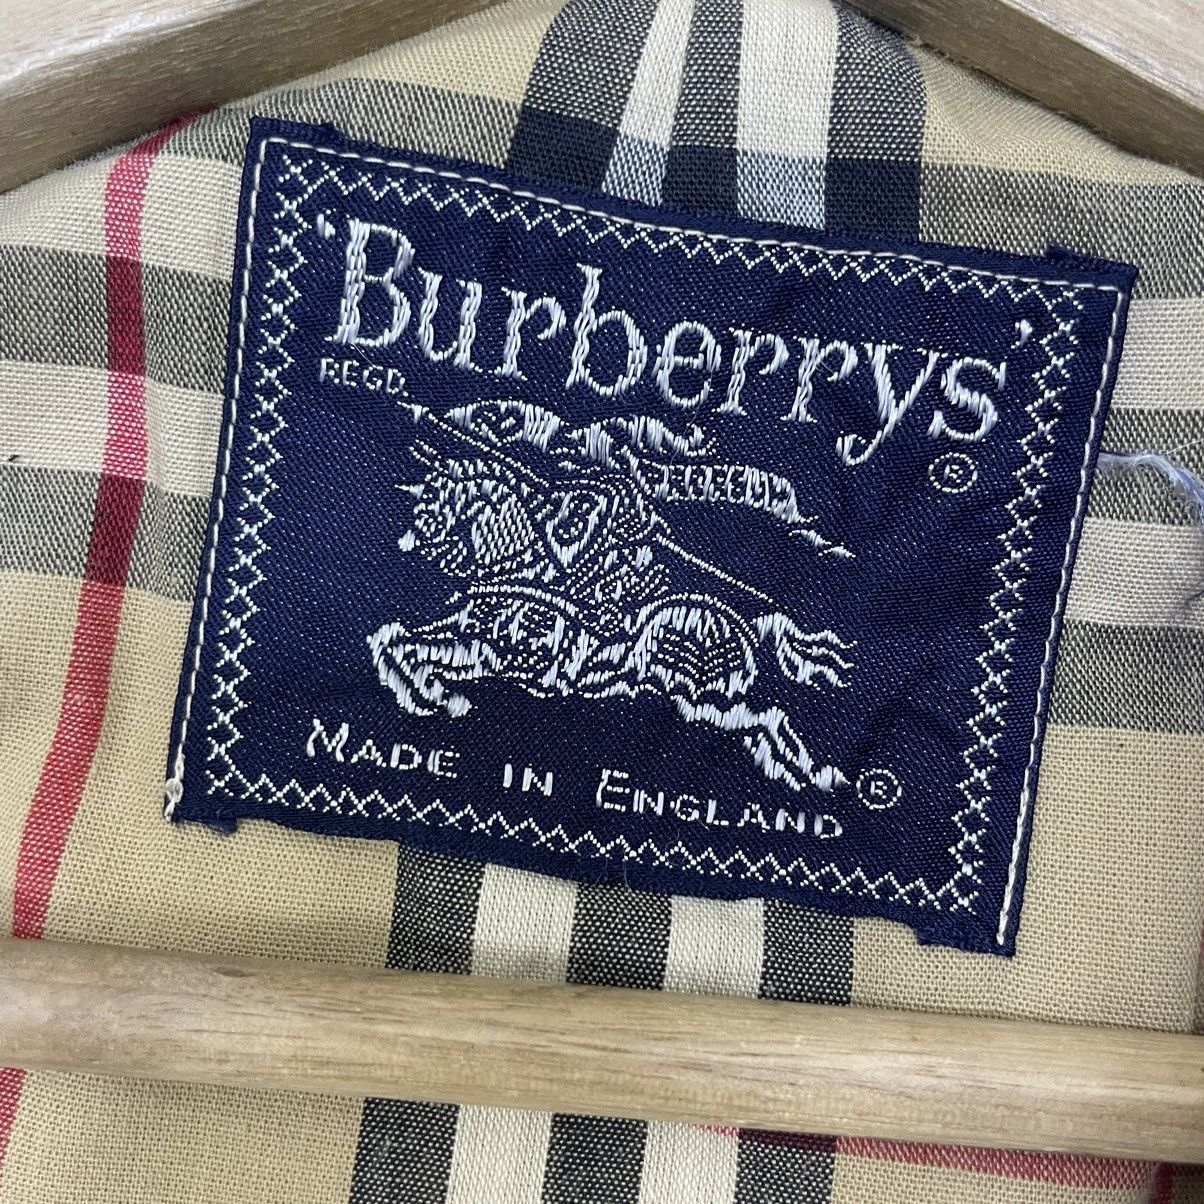 'Burberrys'
REGD. ®
MADE IN ENGLAND ®